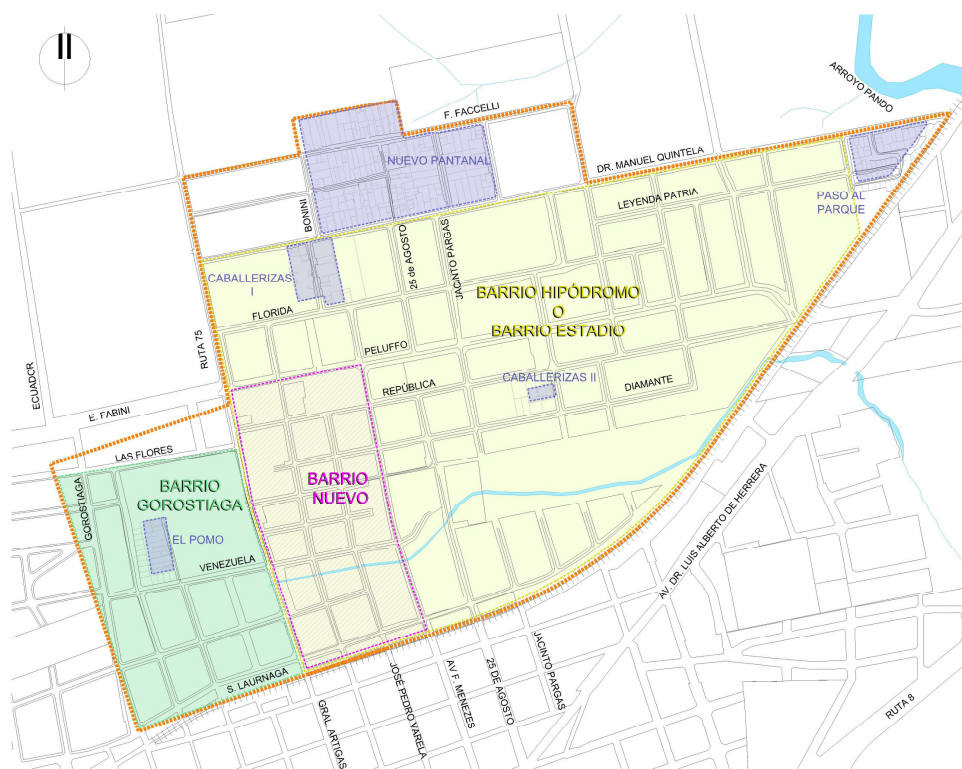 ARROYO PANDO
F. FACCELLI
NUEVO PANTANAL
DR. MANUEL QUINTELA
LEYENDA PATRIA
PASO AL
PARQUE
BONINI
25 de AGOSTO
JACINTO PARGAS
CABALLERIZAS
I
FLORIDA
BARRIO HIPÓDROMO
O
BARRIO ESTADIO
RUTA 75
PELUFFO
ECUADOR
REPÚBLICA
CABALLERIZAS II
DIAMANTE
E. FABINI
LAS FLORES
GOROSTIAGA
BARRIO
GOROSTIAGA
BARRIO
NUEVO
EL POMO
VENEZUELA
AV. DR. LUIS ALBERTO DE HERRERA
S. LAURNAGA
GRAL. ARTIGAS
JOSÉ PEDRO VARELA
AV F. MENEZES
25 DE AGOSTO
JACINTO PARGAS
RUTA 8